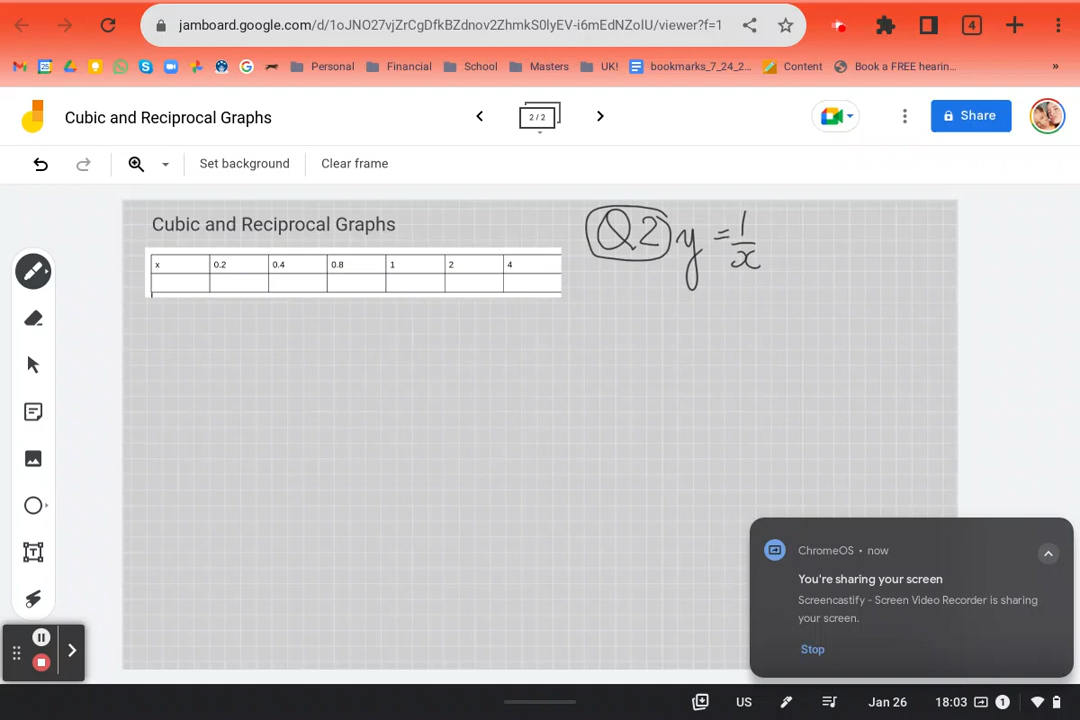 jamboard.google.com/d/1oJNO27vjZrCgDfkBZdnov2ZhmkS0lyEV-i6mEdNZoIU/viewer?f=1
4
Personal Financial School Masters UK! bookmarks_7_24_2... Content Book a FREE hearin... »
Cubic and Reciprocal Graphs
2 / 2
Share
Set background Clear frame
Cubic and Reciprocal Graphs
Q2 y = 1/x
x 0.2 0.4 0.8 1 2 4
ChromeOS • now
You're sharing your screen
Screencastify - Screen Video Recorder is sharing
your screen.
Stop
US Jan 26 18:03 1